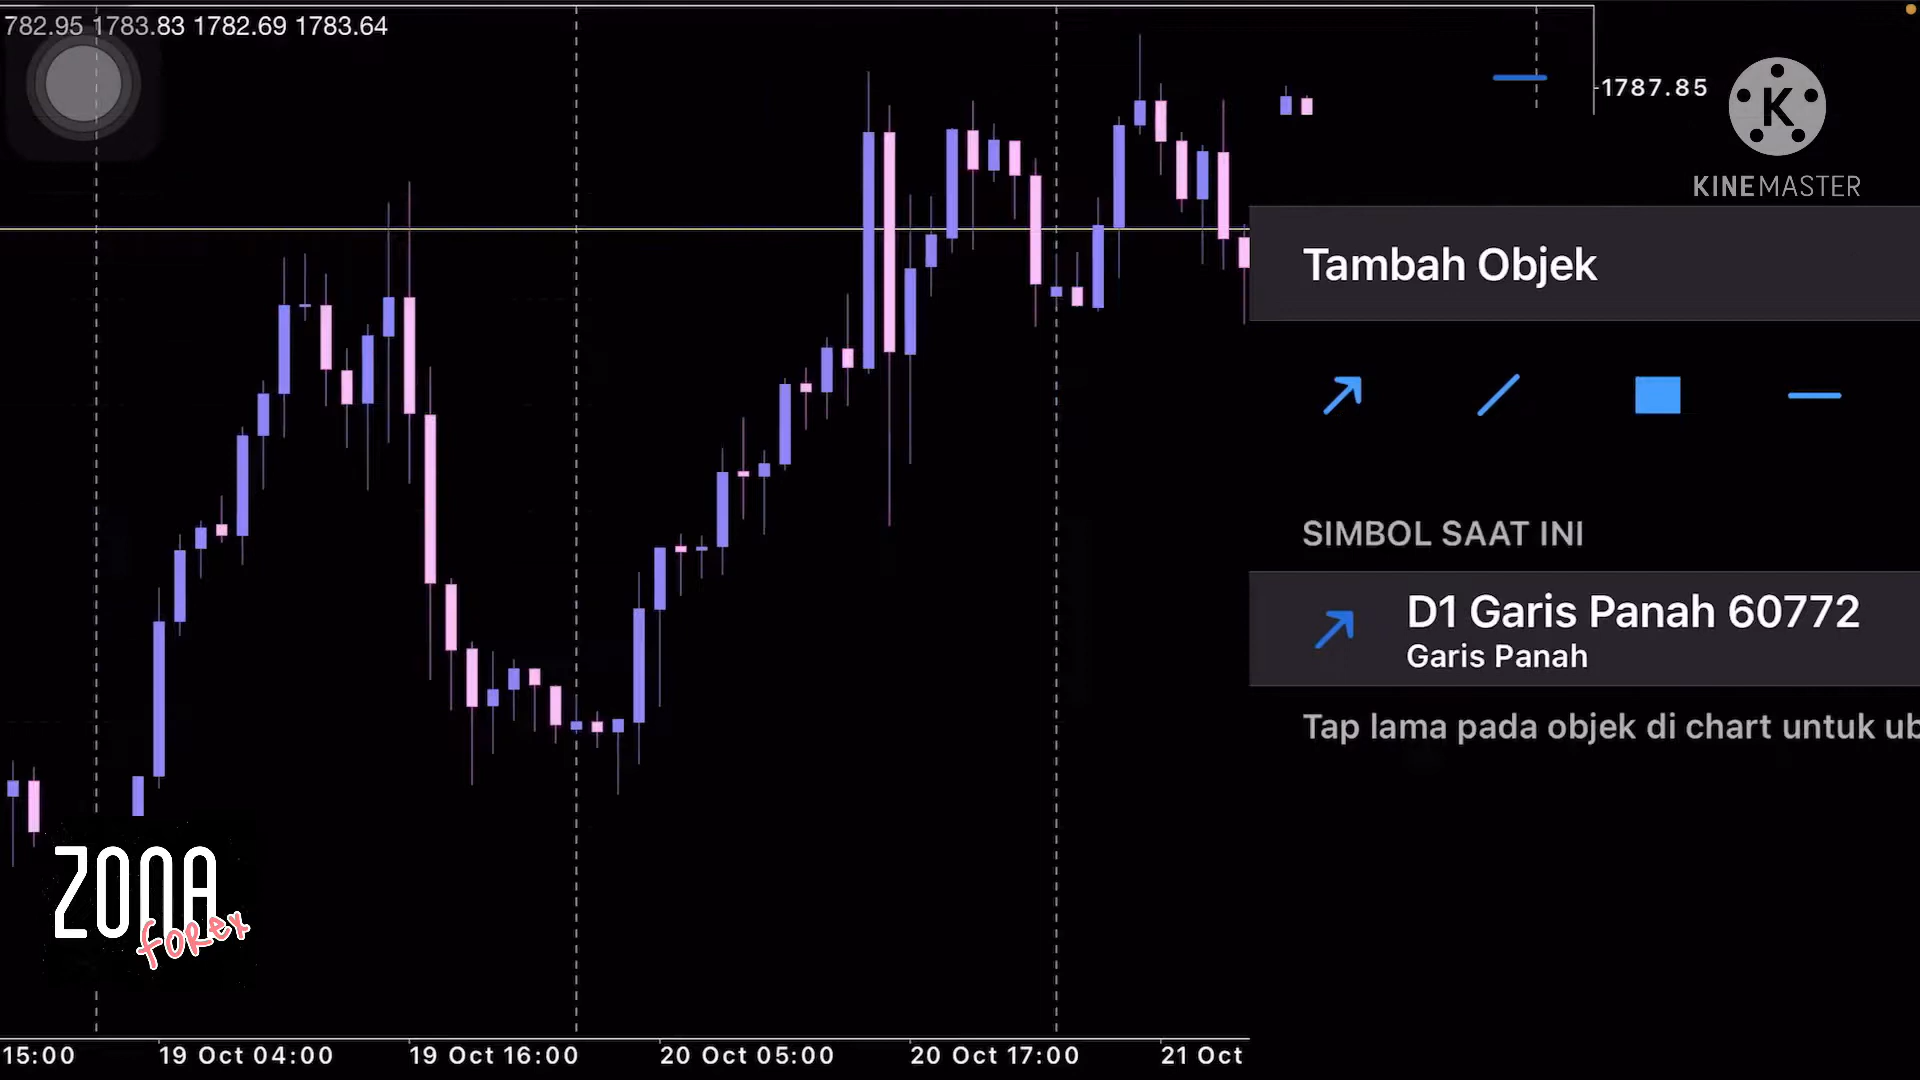 782.95 1783.83 1782.69 1783.64
1787.85
K
KINEMASTER
Tambah Objek
SIMBOL SAAT INI
D1 Garis Panah 60772
Garis Panah
Tap lama pada objek di chart untuk ub
ZONA
forex
15:00 19 Oct 04:00 19 Oct 16:00 20 Oct 05:00 20 Oct 17:00 21 Oct